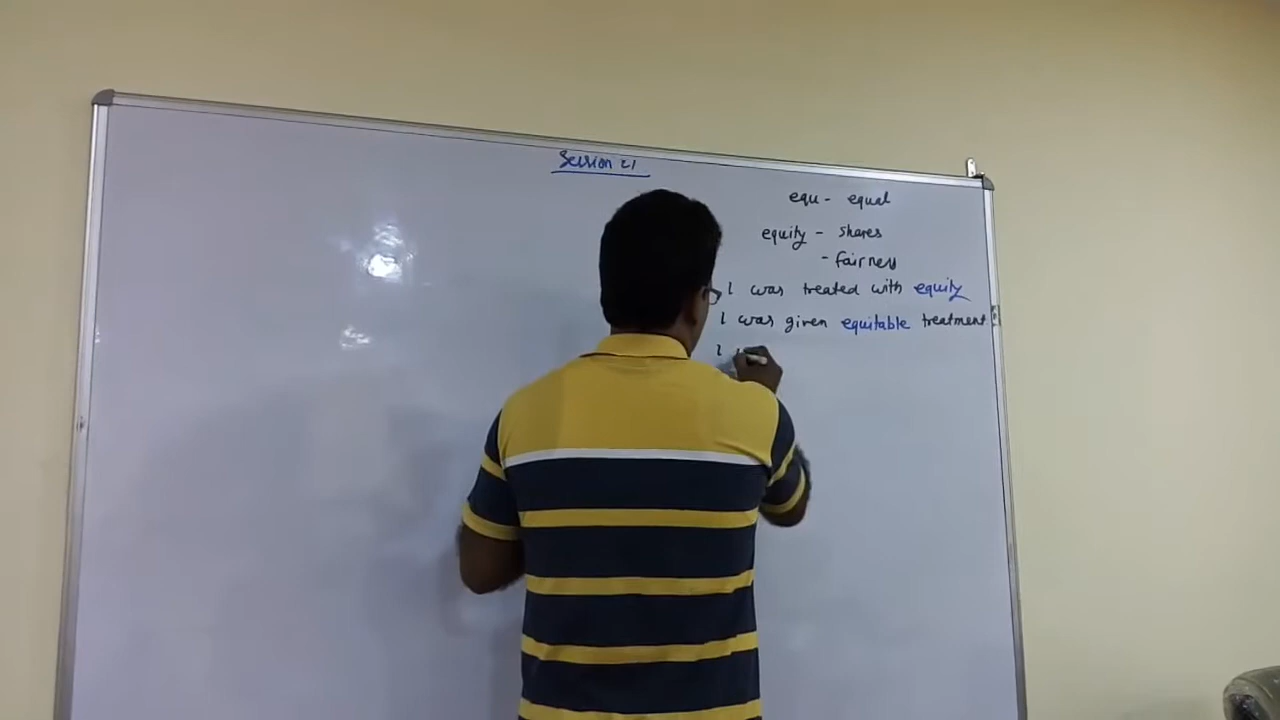 Session 21
equ - equal
equity - shares
- fairness
I was treated with equity
I was given equitable treatment
I